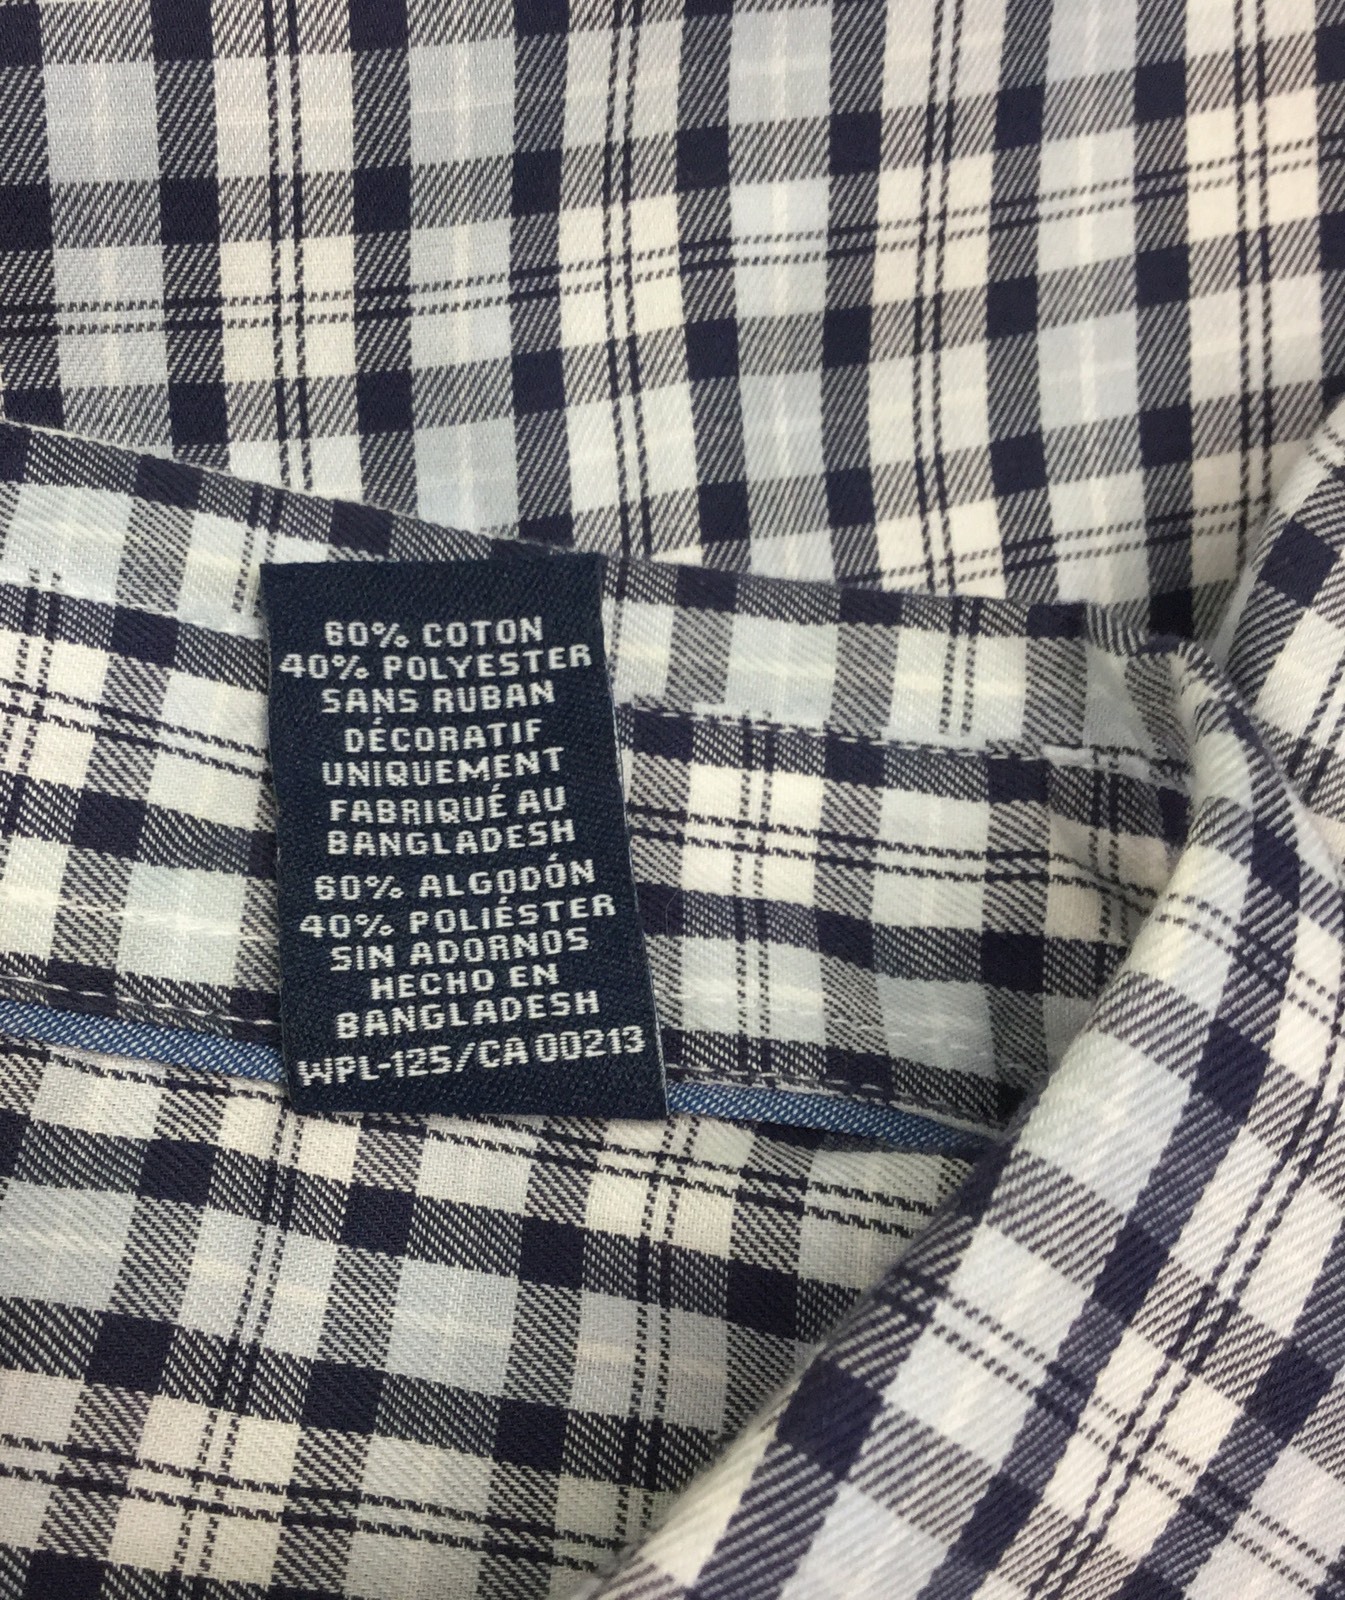 60% COTON
40% POLYESTER
SANS RUBAN
DÉCORATIF
UNIQUEMENT
FABRIQUÉ AU
BANGLADESH
60% ALGODÓN
40% POLIÉSTER
SIN ADORNOS
HECHO EN
BANGLADESH
WPL-125/CA 00213